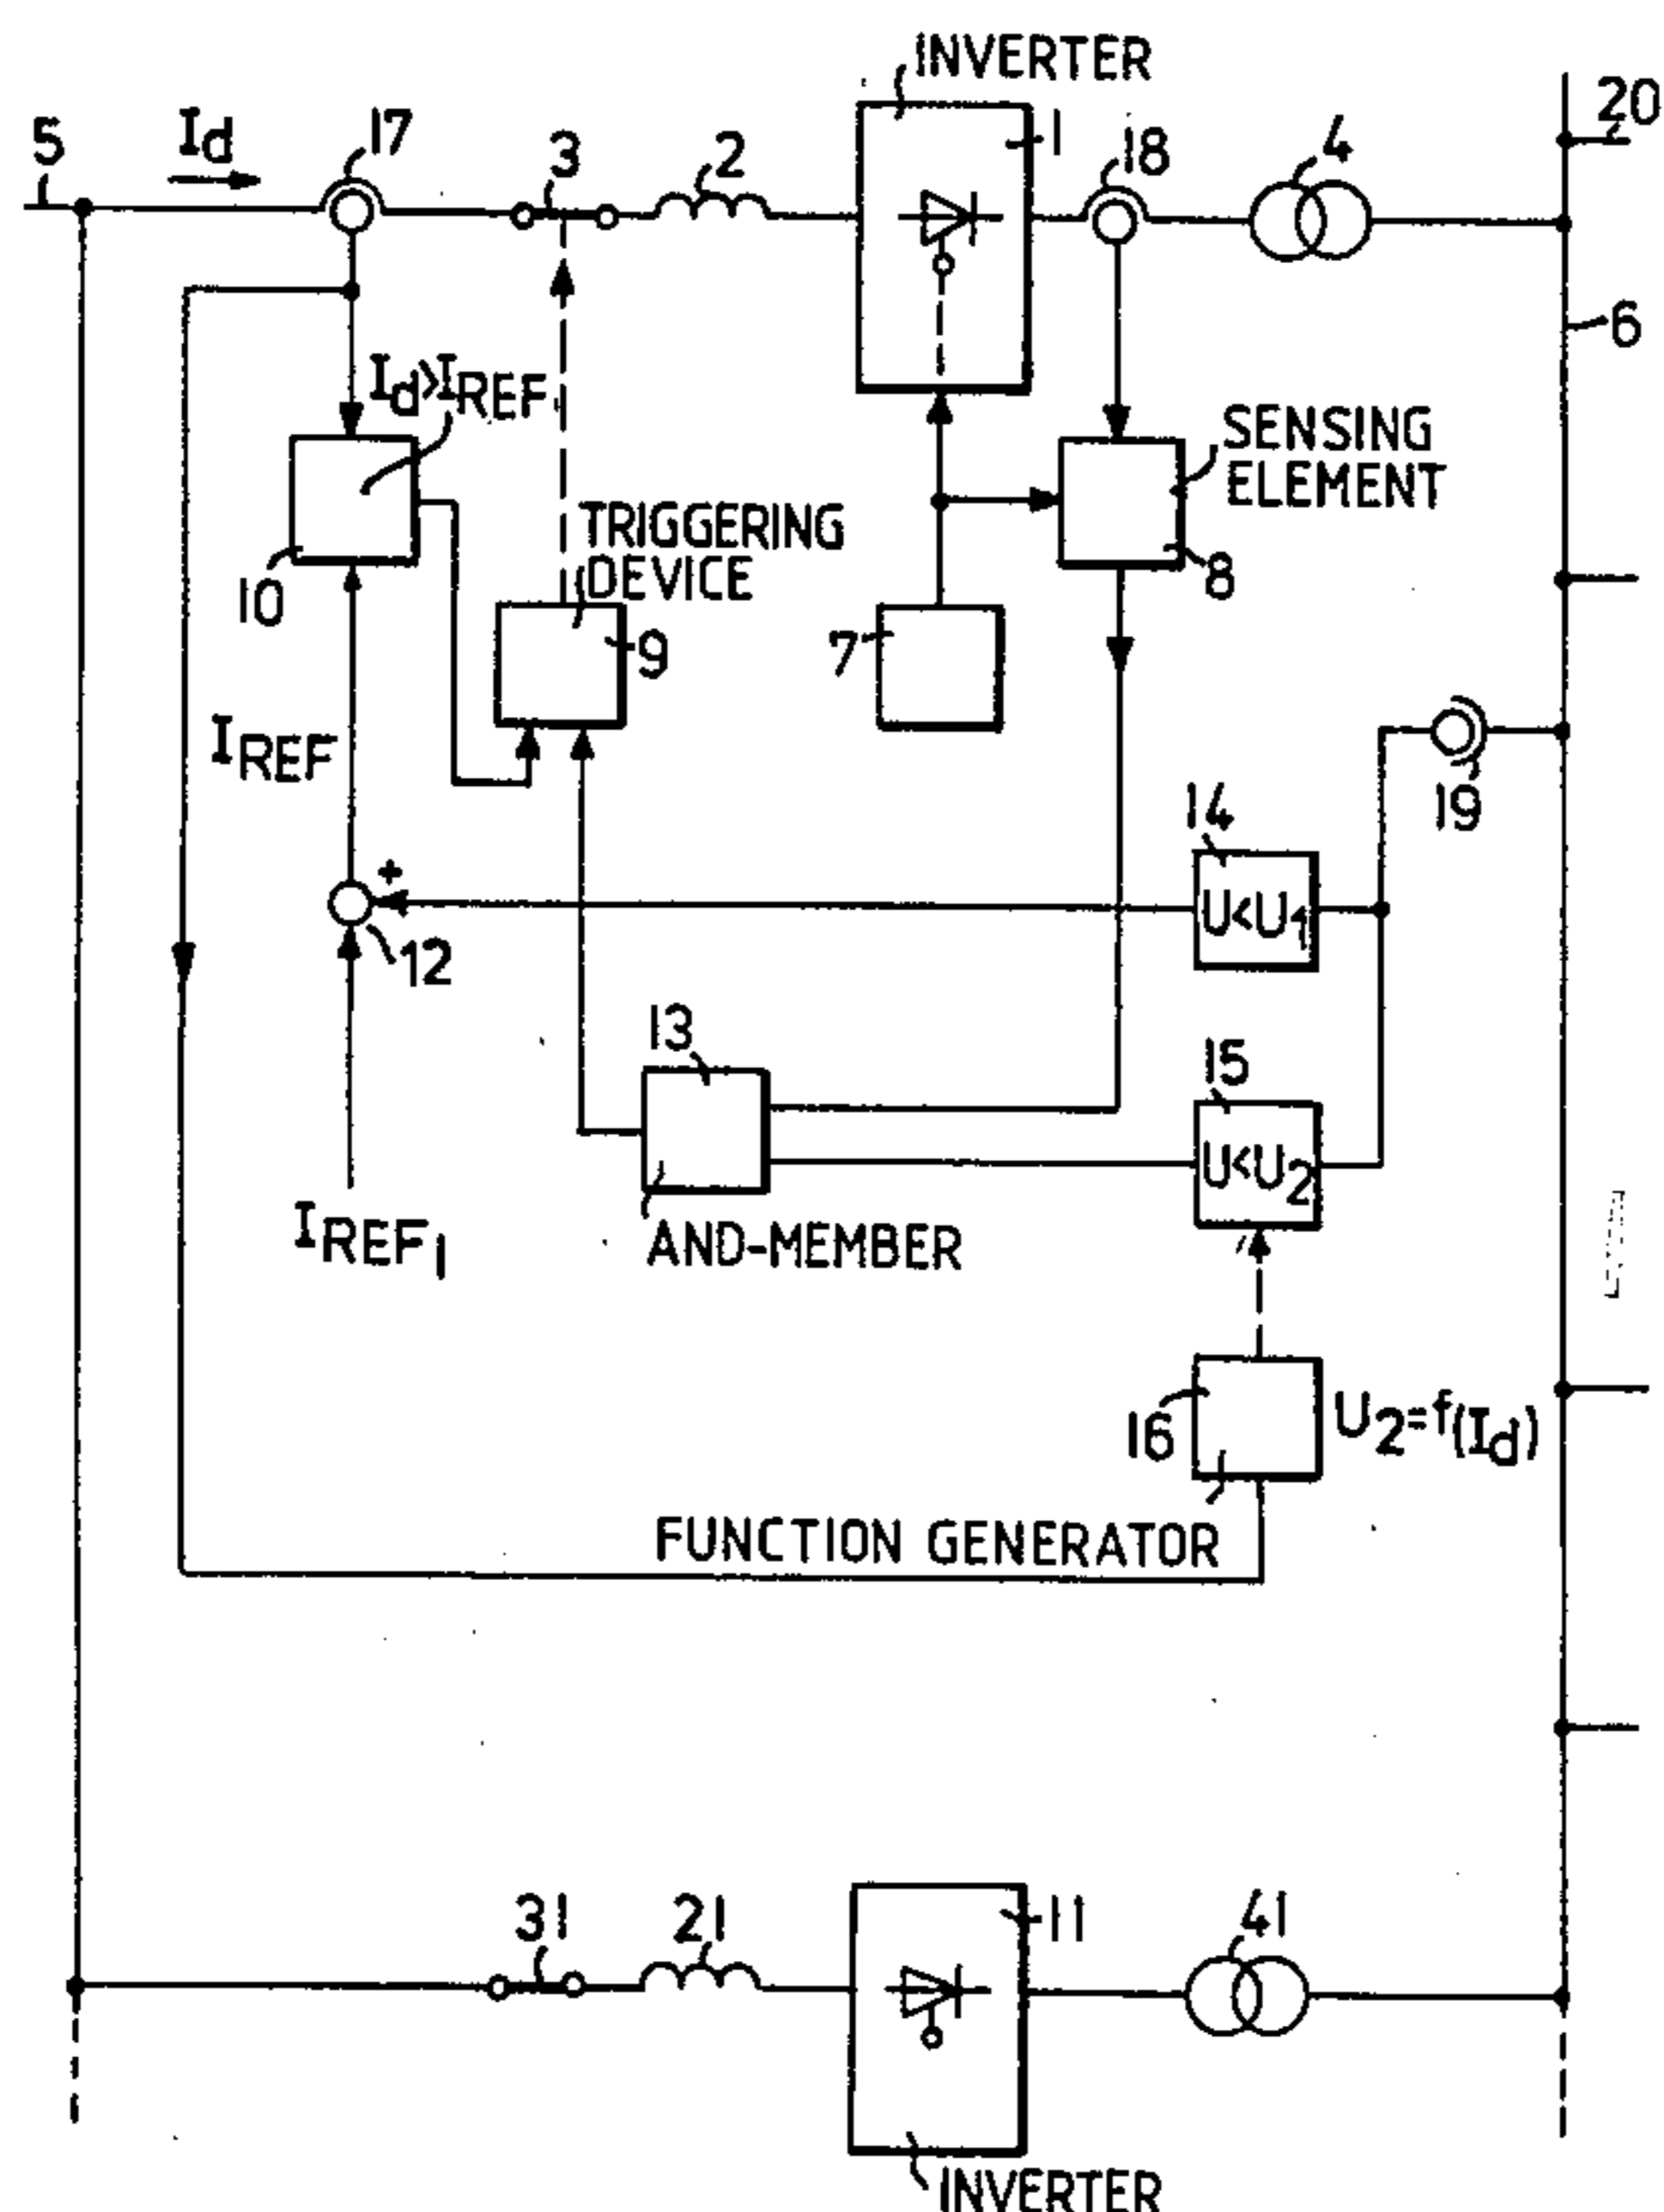 INVERTER
5
Id
17
3
2
1
18
4
20
6
Id>IREF
SENSING
ELEMENT
TRIGGERING
DEVICE
10
9
7
8
IREF
19
14
+
U<U1
12
13
15
U<U2
IREF1
AND-MEMBER
16
U2=f(Id)
FUNCTION GENERATOR
31
21
11
41
INVERTER